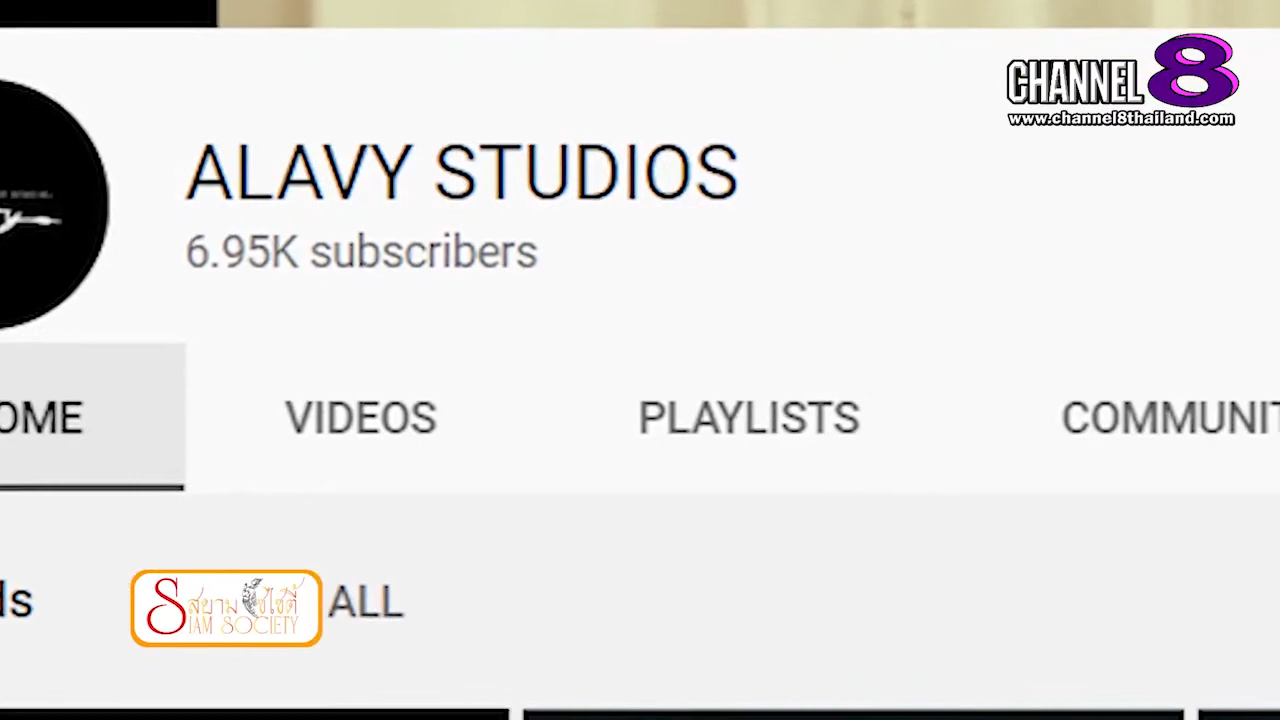 CHANNEL 8
www.channel8thailand.com
ALAVY STUDIOS
6.95K subscribers
OME
VIDEOS
PLAYLISTS
COMMUNIT
ds
สยามโซไซตี้
SIAM SOCIETY
ALL